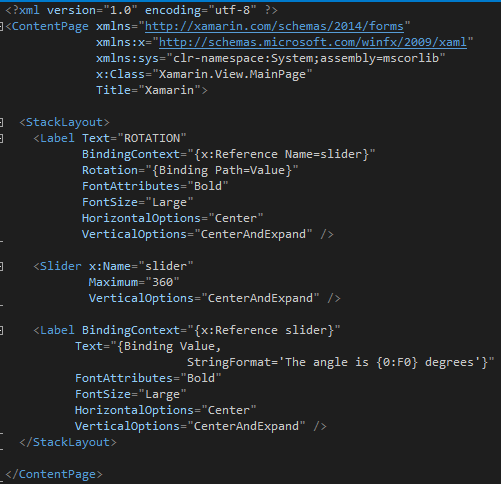 <?xml version="1.0" encoding="utf-8" ?>
<ContentPage xmlns="http://xamarin.com/schemas/2014/forms"
             xmlns:x="http://schemas.microsoft.com/winfx/2009/xaml"
             xmlns:sys="clr-namespace:System;assembly=mscorlib"
             x:Class="Xamarin.View.MainPage"
             Title="Xamarin">

  <StackLayout>
    <Label Text="ROTATION"
           BindingContext="{x:Reference Name=slider}"
           Rotation="{Binding Path=Value}"
           FontAttributes="Bold"
           FontSize="Large"
           HorizontalOptions="Center"
           VerticalOptions="CenterAndExpand" />

    <Slider x:Name="slider"
            Maximum="360"
            VerticalOptions="CenterAndExpand" />

    <Label BindingContext="{x:Reference slider}"
          Text="{Binding Value,
                          StringFormat='The angle is {0:F0} degrees'}"
          FontAttributes="Bold"
          FontSize="Large"
          HorizontalOptions="Center"
          VerticalOptions="CenterAndExpand" />
  </StackLayout>

</ContentPage>